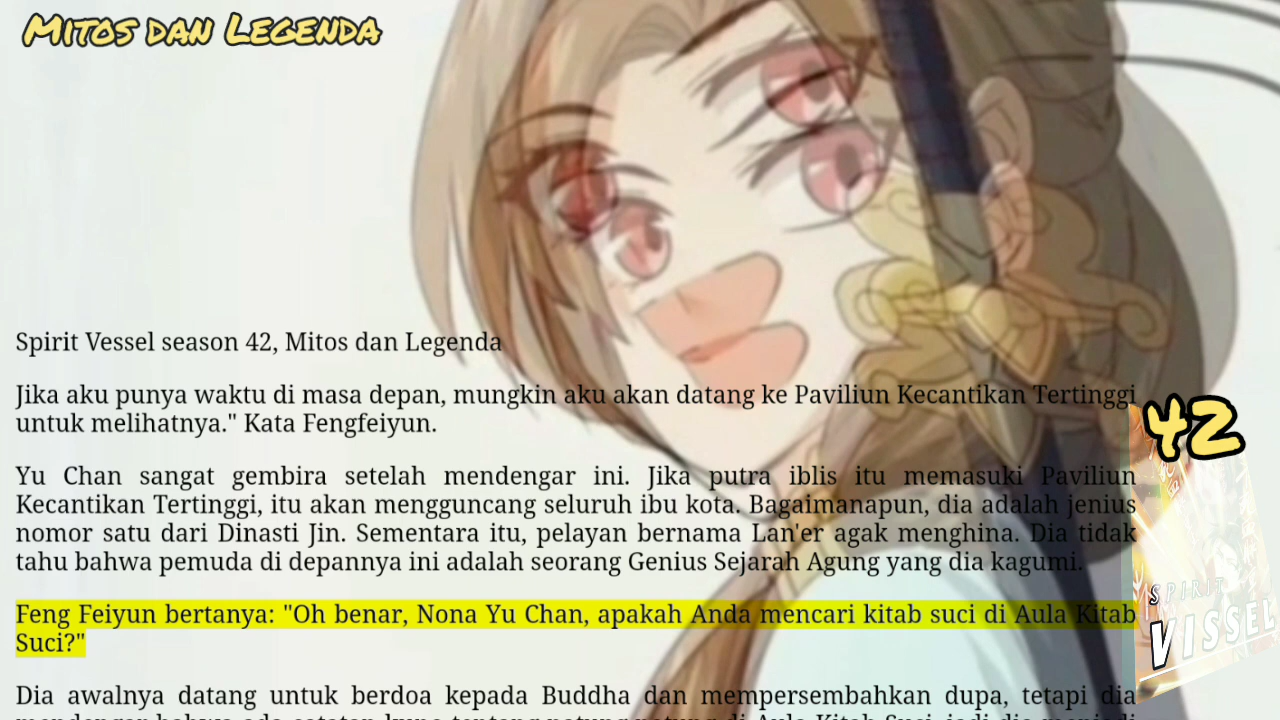 Mitos dan Legenda
Spirit Vessel season 42, Mitos dan Legenda
Jika aku punya waktu di masa depan, mungkin aku akan datang ke Paviliun Kecantikan Tertinggi
untuk melihatnya." Kata Fengfeiyun.
Yu Chan sangat gembira setelah mendengar ini. Jika putra iblis itu memasuki Paviliun
Kecantikan Tertinggi, itu akan mengguncang seluruh ibu kota. Bagaimanapun, dia adalah jenius
nomor satu dari Dinasti Jin. Sementara itu, pelayan bernama Lan'er agak menghina. Dia tidak
tahu bahwa pemuda di depannya ini adalah seorang Genius Sejarah Agung yang dia kagumi.
42
Feng Feiyun bertanya: "Oh benar, Nona Yu Chan, apakah Anda mencari kitab suci di Aula Kitab
Suci?"
SPIRIT
VISSEL
Dia awalnya datang untuk berdoa kepada Buddha dan mempersembahkan dupa, tetapi dia